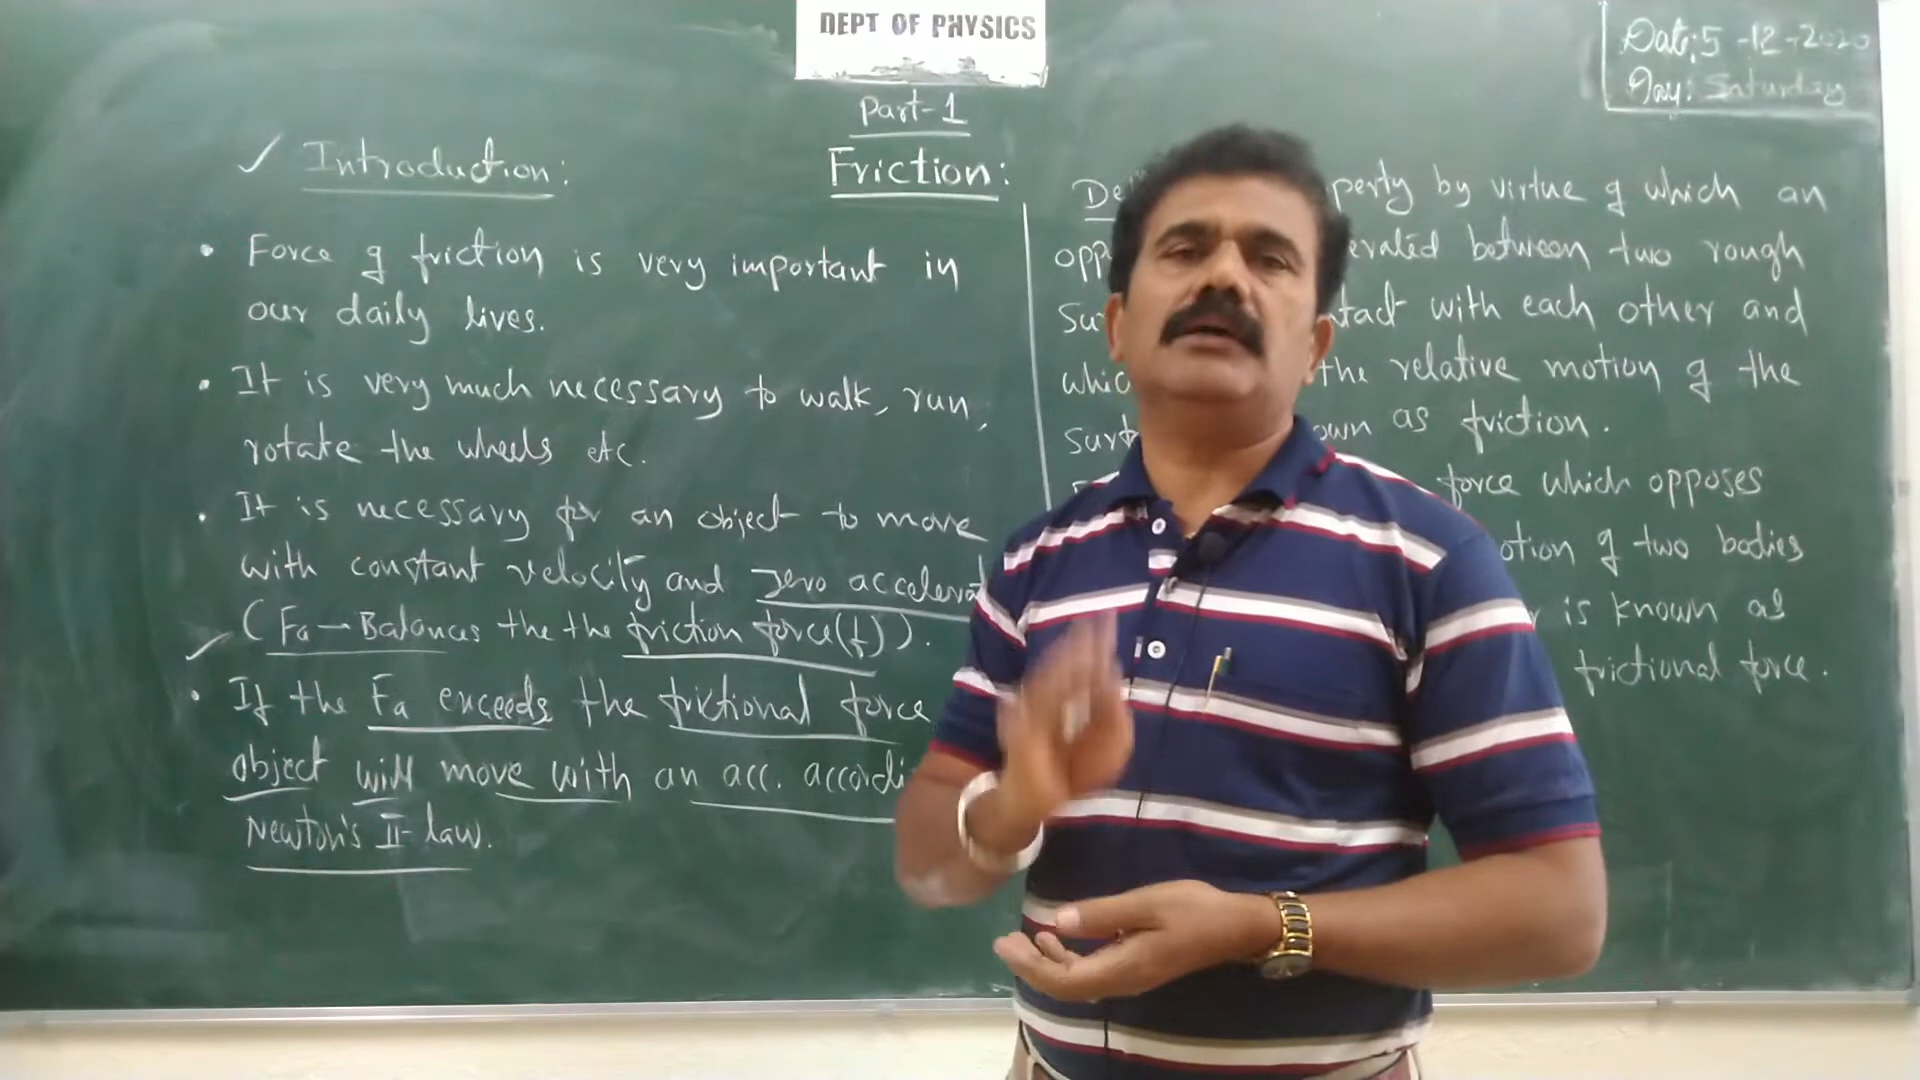 DEPT OF PHYSICS
Date: 5-12-2020
Day: Saturday
Part-1
Friction:
✓ Introduction:
• Force of friction is very important in
our daily lives.
• It is very much necessary to walk, run,
rotate the wheels etc.
• It is necessary for an object to move
with constant velocity and zero accelerat
(Fa - Balances the the friction force(f)).
• If the Fa exceeds the frictional force
object will move with an acc. accordi
Newton's II - law.
De perty by virtue of which an
opp erated between two rough
Sur ntact with each other and
whic the relative motion of the
surf own as friction.
force which opposes
otion of two bodies
r is known as
frictional force.